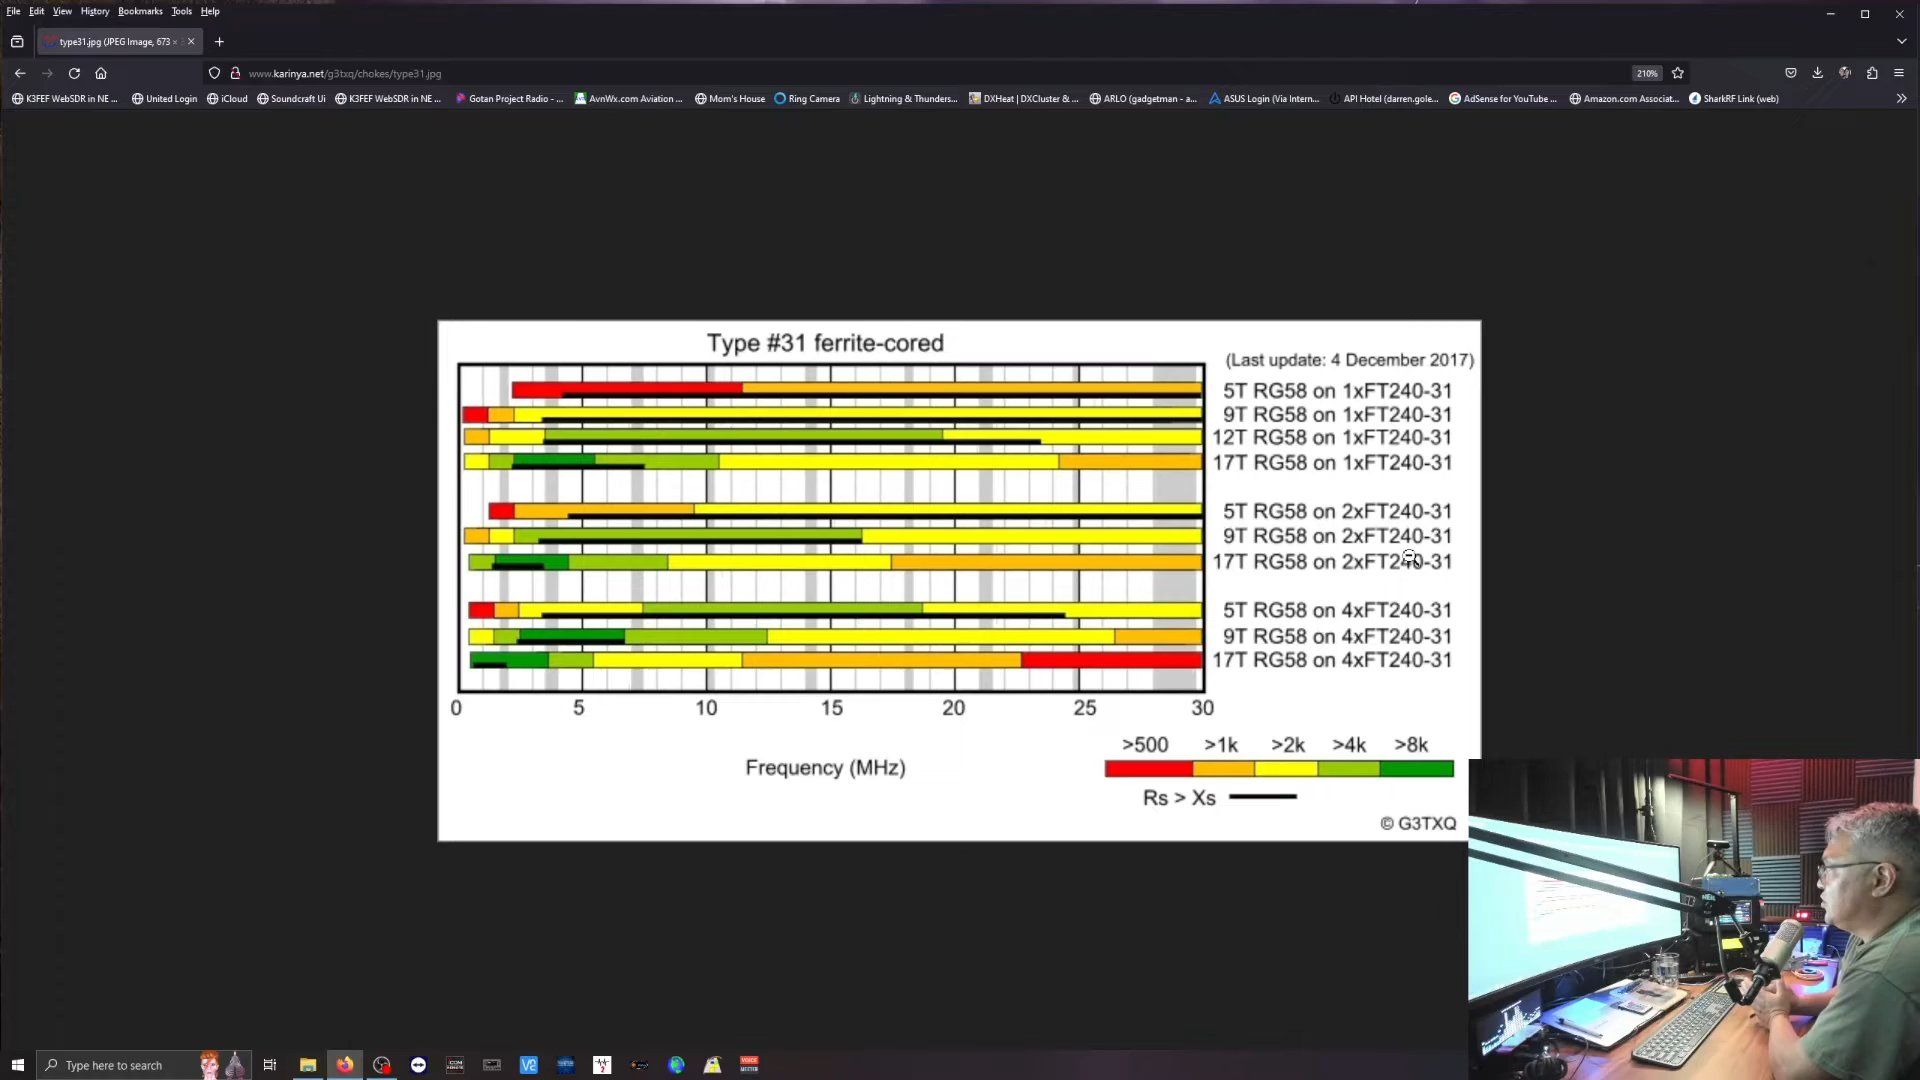 File Edit View History Bookmarks Tools Help
type31.jpg (JPEG Image, 673 ×
www.karinya.net/g3txq/chokes/type31.jpg
210%
K3FEF WebSDR in NE ...
United Login
iCloud
Soundcraft Ui
K3FEF WebSDR in NE ...
Gotan Project Radio - ...
AvnWx.com Aviation ...
Mom's House
Ring Camera
Lightning & Thunders...
DXHeat | DXCluster & ...
ARLO (gadgetman - a...
ASUS Login (Via Intern...
API Hotel (darren.gole...
AdSense for YouTube ...
Amazon.com Associat...
SharkRF Link (web)
Type #31 ferrite-cored
(Last update: 4 December 2017)
5T RG58 on 1xFT240-31
9T RG58 on 1xFT240-31
12T RG58 on 1xFT240-31
17T RG58 on 1xFT240-31
5T RG58 on 2xFT240-31
9T RG58 on 2xFT240-31
17T RG58 on 2xFT240-31
5T RG58 on 4xFT240-31
9T RG58 on 4xFT240-31
17T RG58 on 4xFT240-31
0 5 10 15 20 25 30
Frequency (MHz)
>500 >1k >2k >4k >8k
Rs > Xs
© G3TXQ
Type here to search